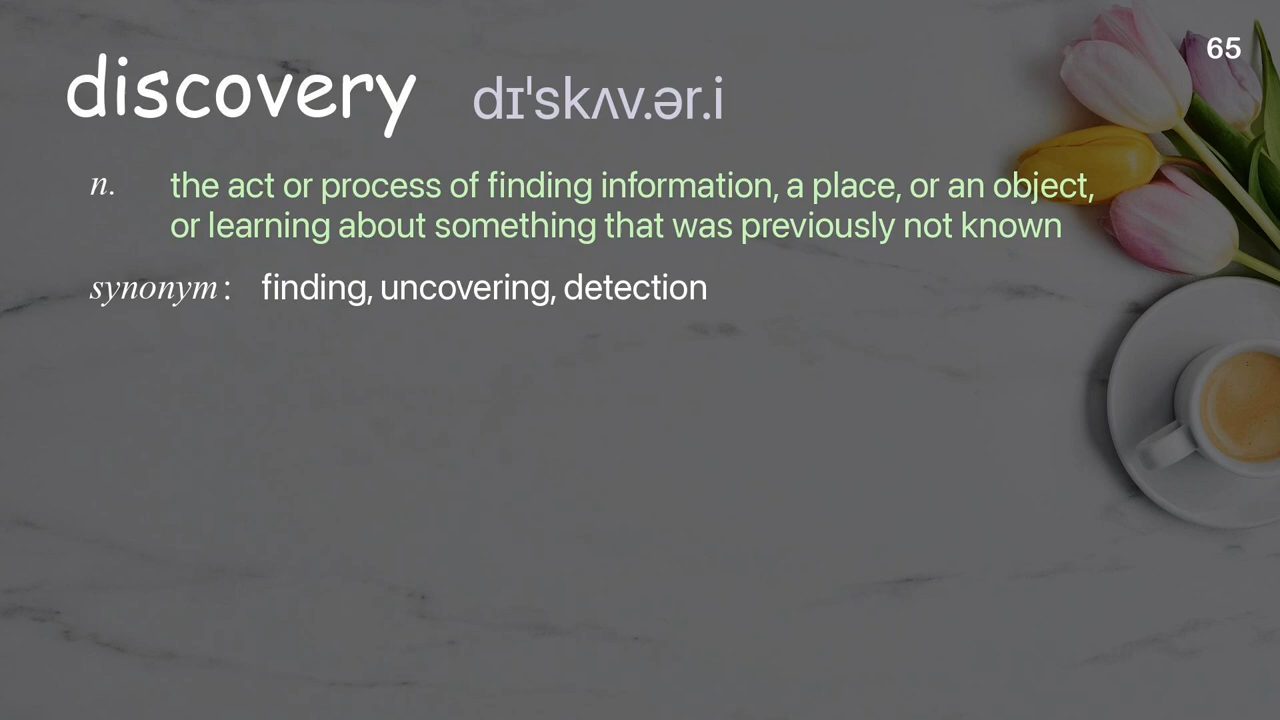 65
discovery dɪˈskʌv.ər.i
n. the act or process of finding information, a place, or an object,
or learning about something that was previously not known
synonym: finding, uncovering, detection